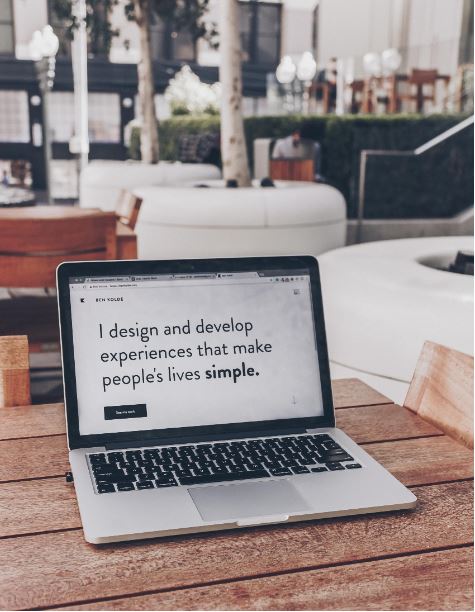 BEN KOLDE
I design and develop
experiences that make
people's lives simple.
See my work